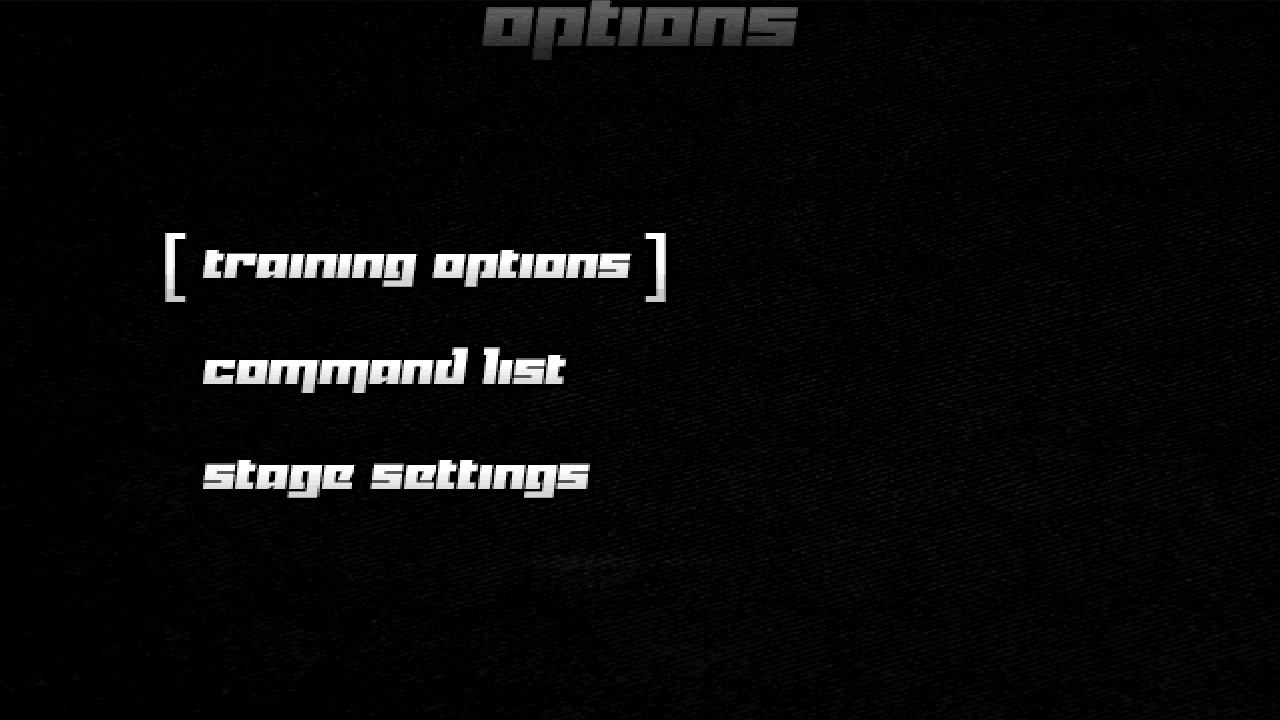 options
[ training options ]
command list
stage settings